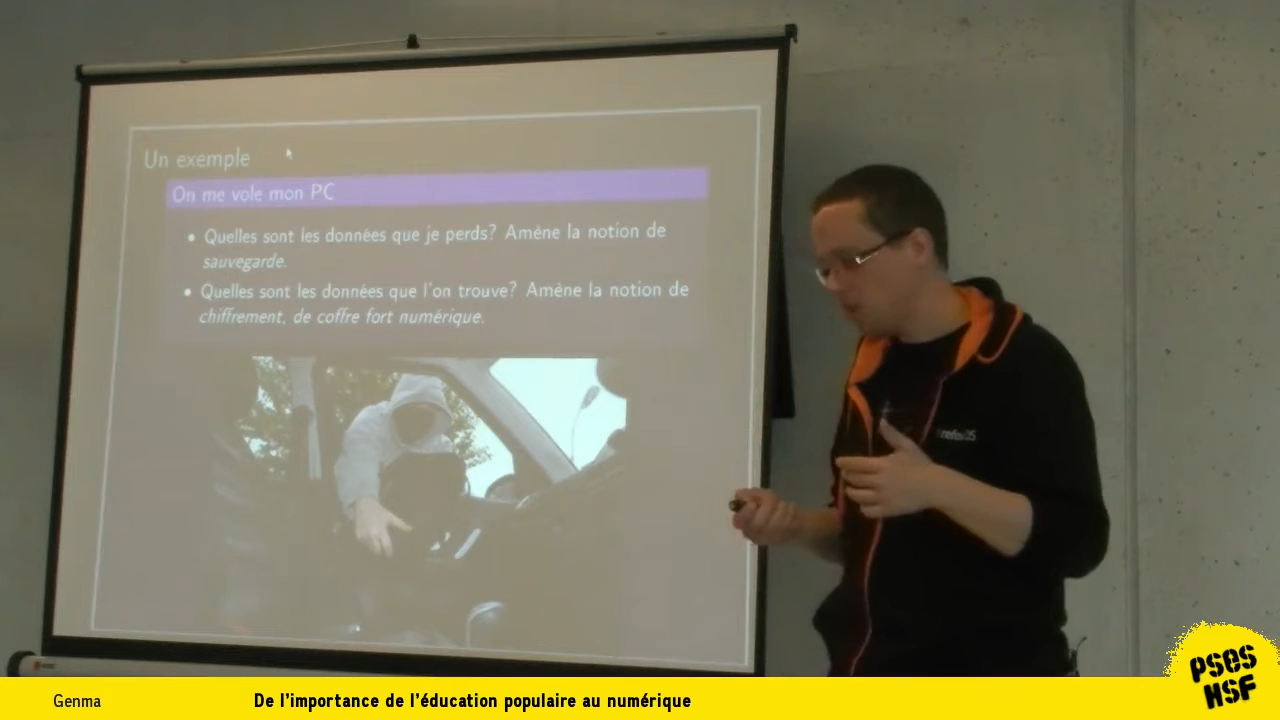 Un exemple
On me vole mon PC
• Quelles sont les données que je perds? Amène la notion de
sauvegarde.
• Quelles sont les données que l'on trouve? Amène la notion de
chiffrement, de coffre fort numérique.
Genma
De l'importance de l'éducation populaire au numérique
PSES
HSF